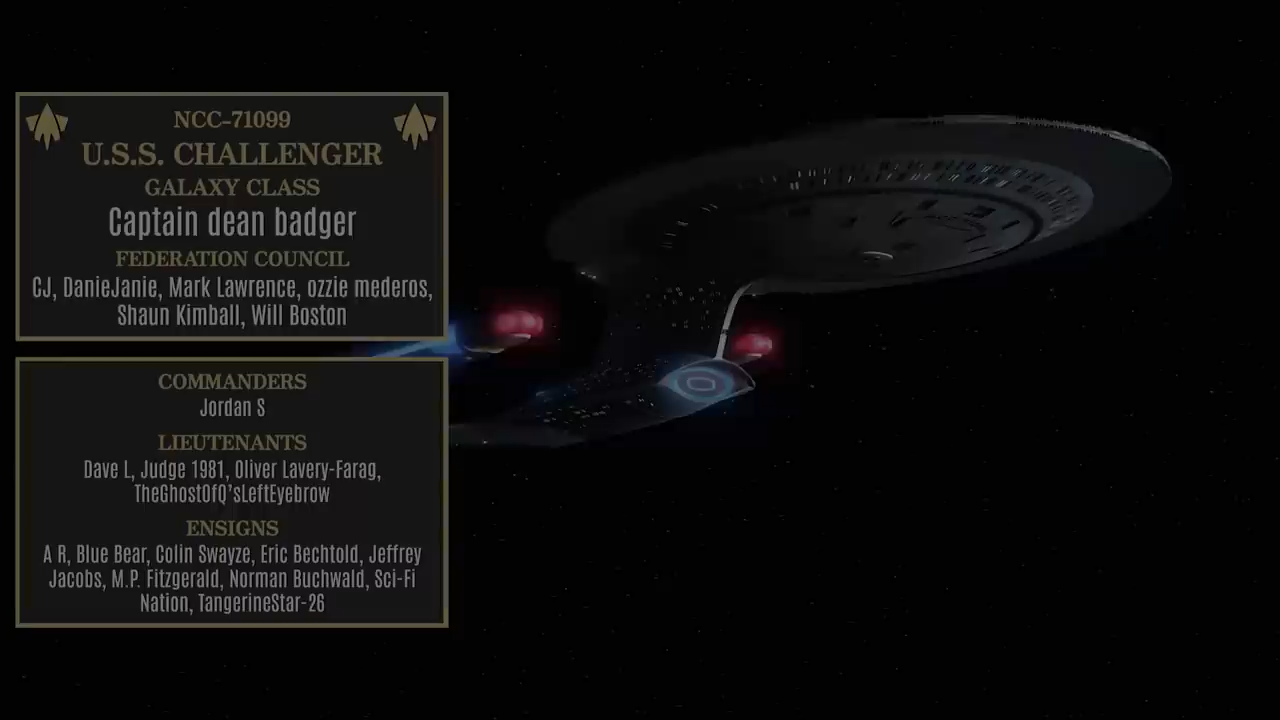 NCC-71099
U.S.S. CHALLENGER
GALAXY CLASS
Captain dean badger
FEDERATION COUNCIL
CJ, DanieJanie, Mark Lawrence, ozzie mederos,
Shaun Kimball, Will Boston
COMMANDERS
Jordan S
LIEUTENANTS
Dave L, Judge 1981, Oliver Lavery-Farag,
TheGhostOfQ'sLeftEyebrow
ENSIGNS
A R, Blue Bear, Colin Swayze, Eric Bechtold, Jeffrey
Jacobs, M.P. Fitzgerald, Norman Buchwald, Sci-Fi
Nation, TangerineStar-26